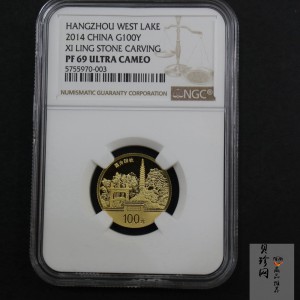 HANGZHOU WEST LAKE
2014 CHINA G100Y
XI LING STONE CARVING
PF 69 ULTRA CAMEO
5755970-003
NUMISMATIC GUARANTY CORPORATION
NGC
100元